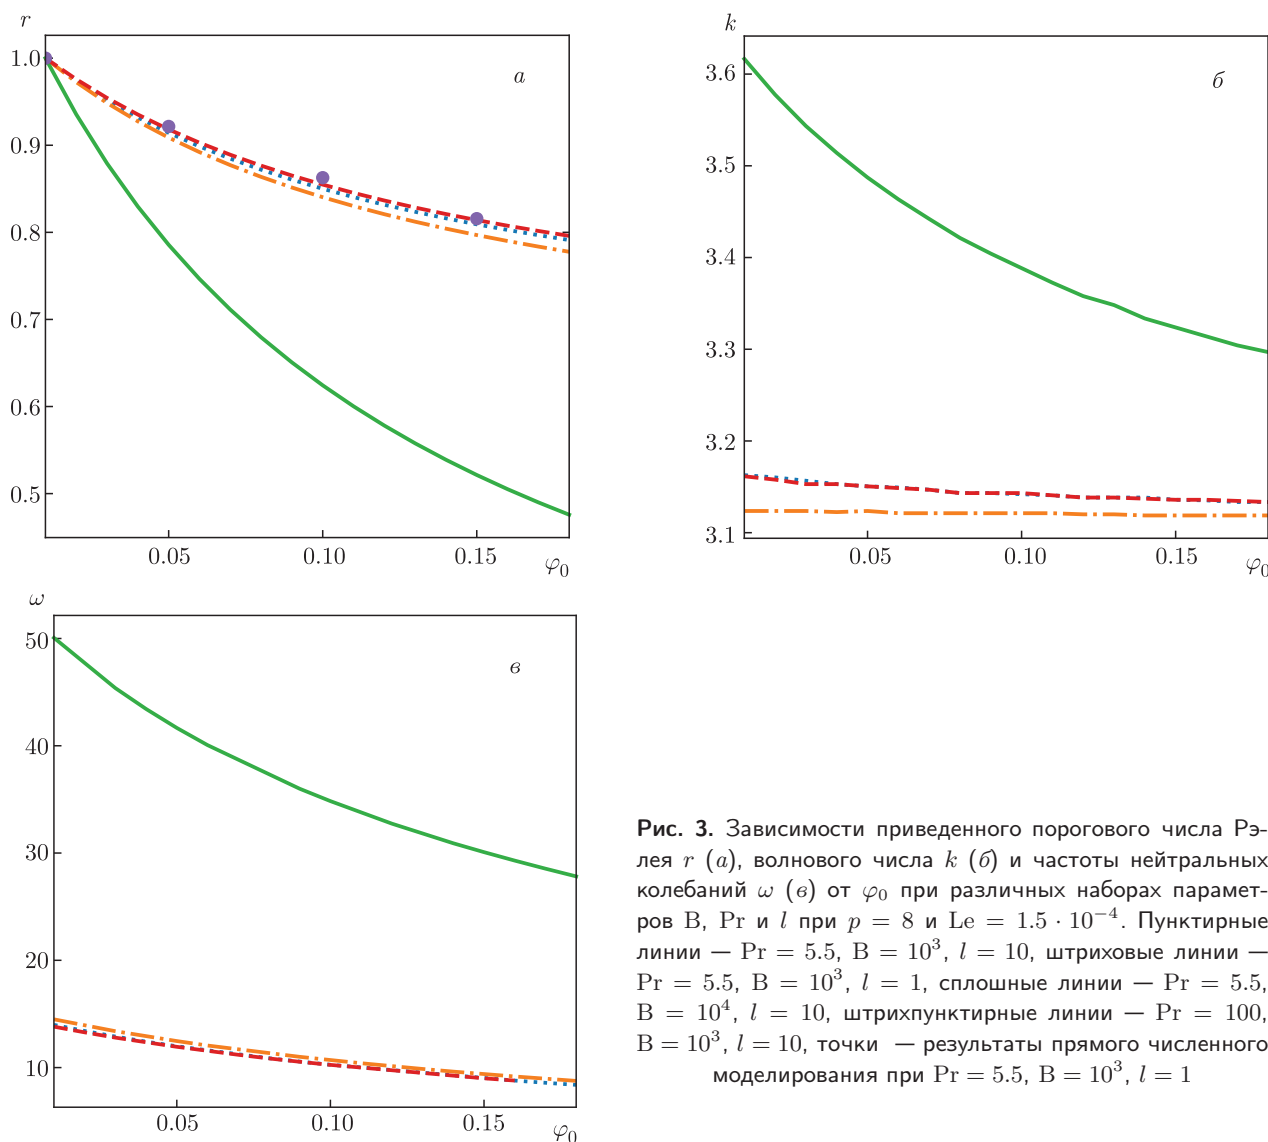 r
1.0
0.9
0.8
0.7
0.6
0.5
а
0.05 0.10 0.15
φ₀
k
3.6
3.5
3.4
3.3
3.2
3.1
б
0.05 0.10 0.15
φ₀
ω
50
40
30
20
10
в
0.05 0.10 0.15
φ₀
Рис. 3. Зависимости приведенного порогового числа Рэ-
лея r (а), волнового числа k (б) и частоты нейтральных
колебаний ω (в) от φ₀ при различных наборах парамет-
ров B, Pr и l при p = 8 и Le = 1.5 · 10⁻⁴. Пунктирные
линии — Pr = 5.5, B = 10³, l = 10, штриховые линии —
Pr = 5.5, B = 10³, l = 1, сплошные линии — Pr = 5.5,
B = 10⁴, l = 10, штрихпунктирные линии — Pr = 100,
B = 10³, l = 10, точки — результаты прямого численного
моделирования при Pr = 5.5, B = 10³, l = 1